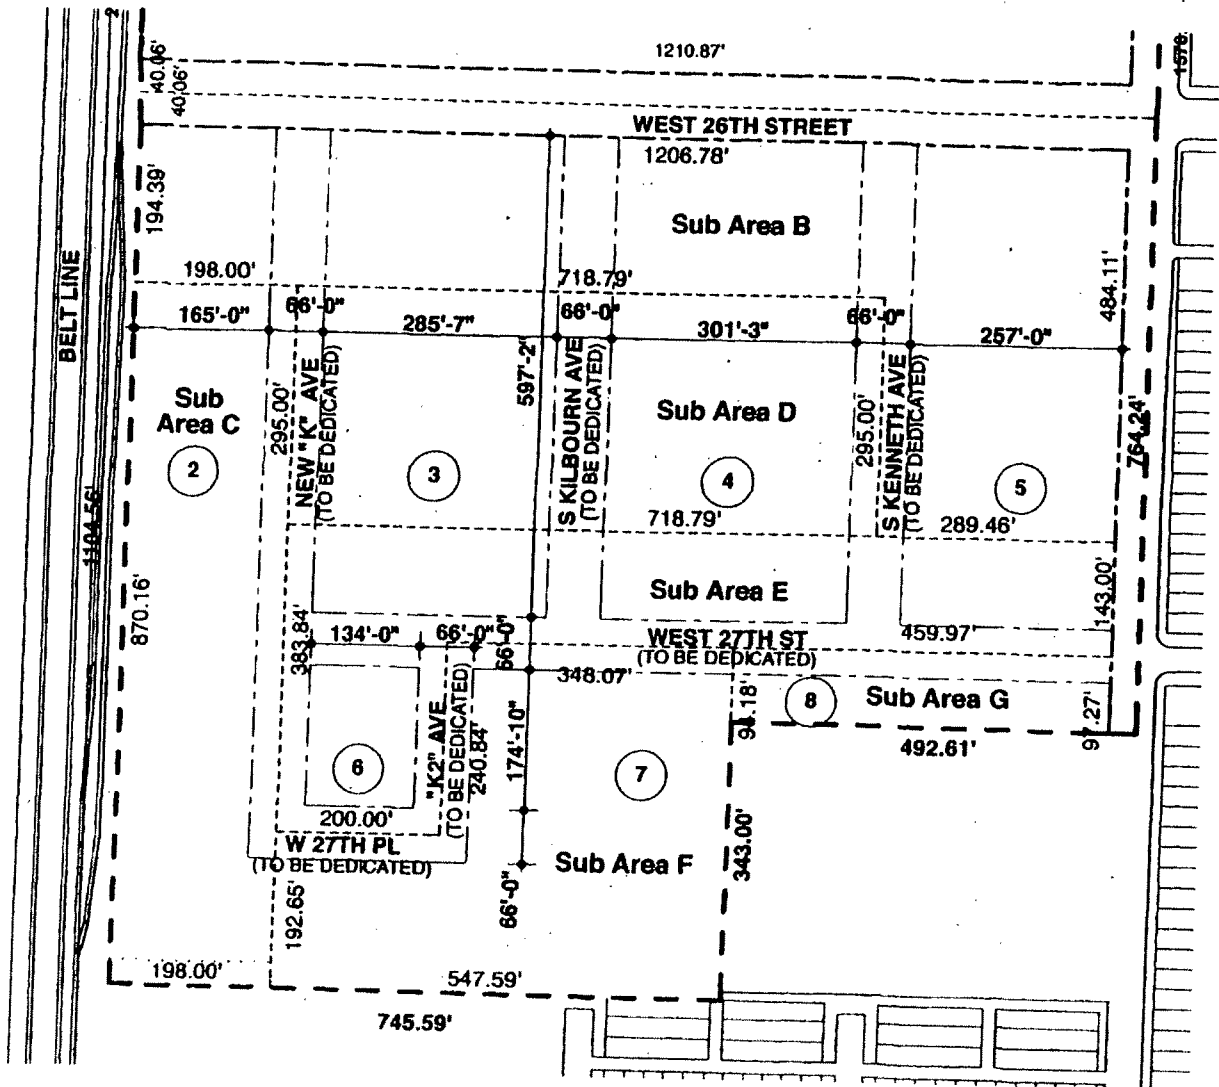 1210.87'
40.06'
40.06'
WEST 26TH STREET
1206.78'
194.39'
Sub Area B
198.00'
718.79'
484.11'
BELT LINE
165'-0"
66'-0"
285'-7"
66'-0"
301'-3"
66'-0"
257'-0"
597'-2"
Sub
Area C
2
295.00'
NEW "K" AVE
(TO BE DEDICATED)
3
S KILBOURN AVE
(TO BE DEDICATED)
Sub Area D
4
295.00'
S KENNETH AVE
(TO BE DEDICATED)
5
764.24'
1104.56'
718.79'
289.46'
870.16'
Sub Area E
143.00'
383.84'
134'-0"
66'-0"
66'-0"
WEST 27TH ST
(TO BE DEDICATED)
459.97'
348.07'
8
Sub Area G
97.27'
492.61'
174'-10"
"K2" AVE
(TO BE DEDICATED)
240.84'
6
7
200.00'
W 27TH PL
(TO BE DEDICATED)
343.00'
Sub Area F
66'-0"
192.65'
198.00'
547.59'
745.59'